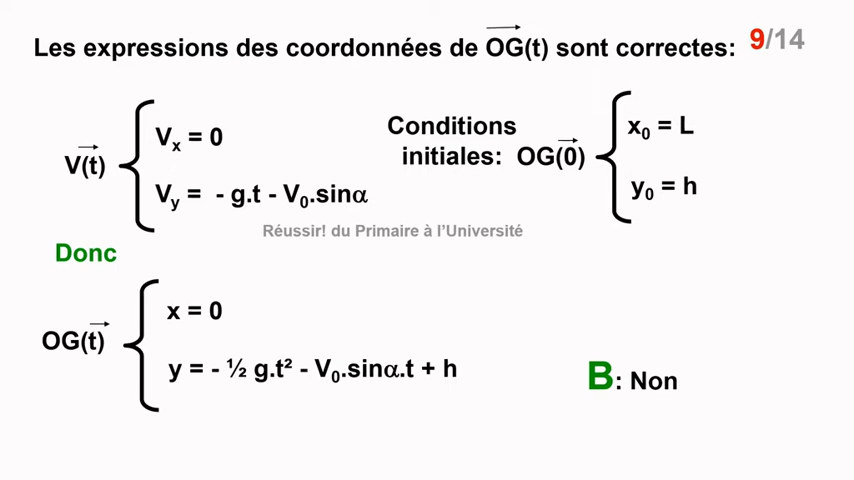 Les expressions des coordonnées de OG(t) sont correctes: 9/14
V(t)
Vx = 0
Vy = - g.t - V0.sinα
Conditions
initiales: OG(0)
x0 = L
y0 = h
Réussir! du Primaire à l'Université
Donc
OG(t)
x = 0
y = - ½ g.t² - V0.sinα.t + h
B: Non